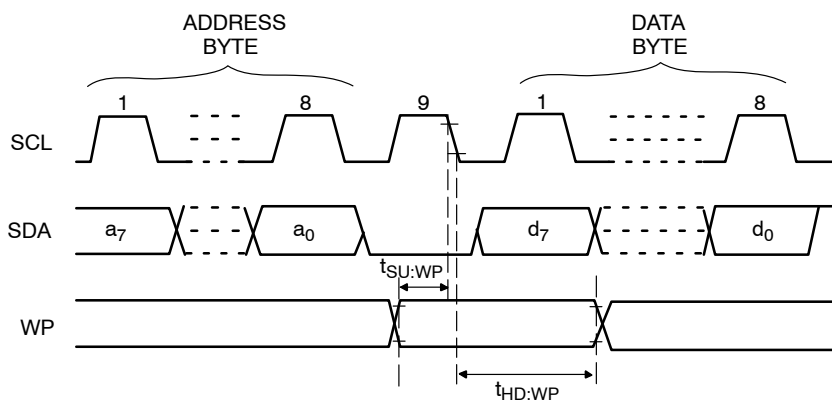 ADDRESS
BYTE
DATA
BYTE
1
8
9
1
8
SCL
SDA
a7
a0
d7
d0
tSU:WP
WP
tHD:WP